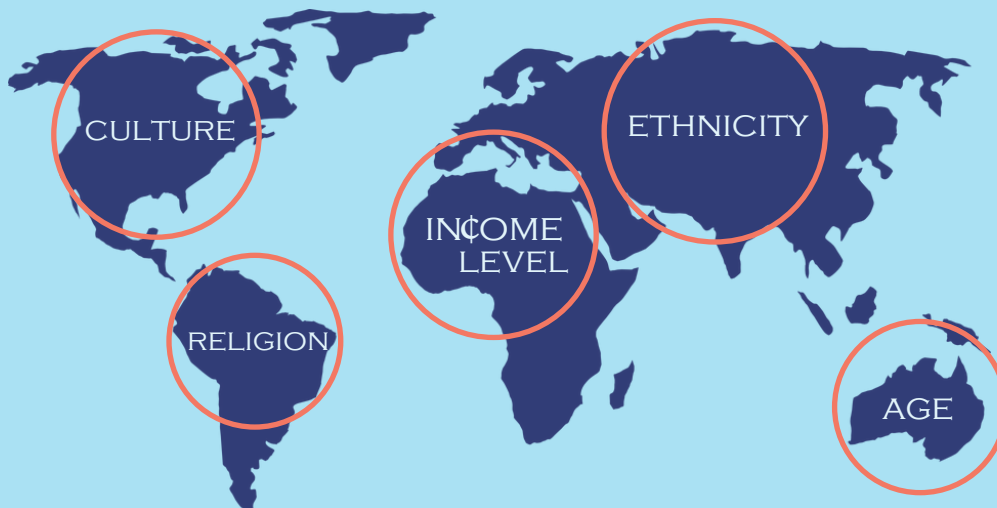 CULTURE
ETHNICITY
IN¢OME
LEVEL
RELIGION
AGE